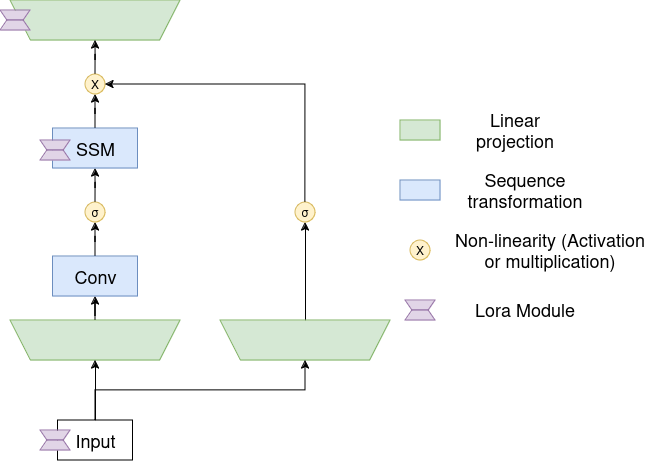 X
SSM
σ
σ
Conv
Input
Linear
projection
Sequence
transformation
X
Non-linearity (Activation
or multiplication)
Lora Module